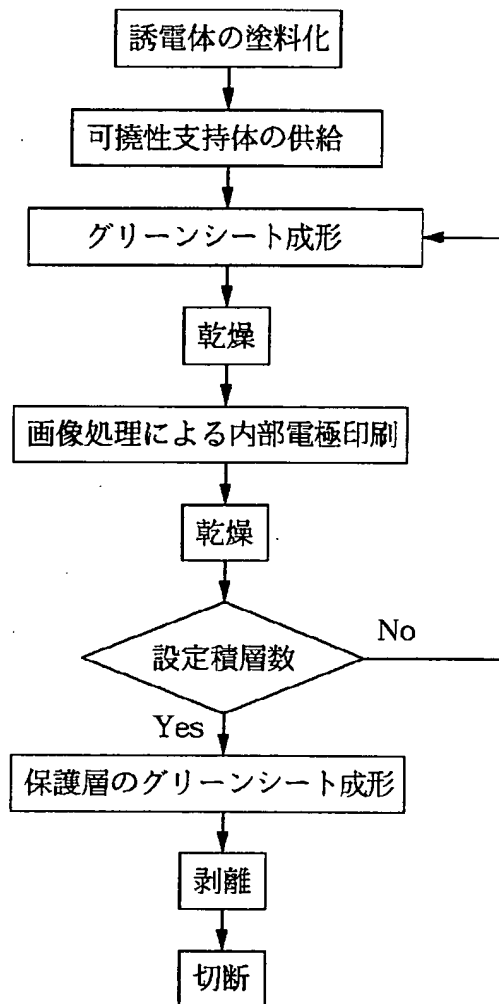 誘電体の塗料化
可撓性支持体の供給
グリーンシート成形
乾燥
画像処理による内部電極印刷
乾燥
設定積層数
No
Yes
保護層のグリーンシート成形
剥離
切断